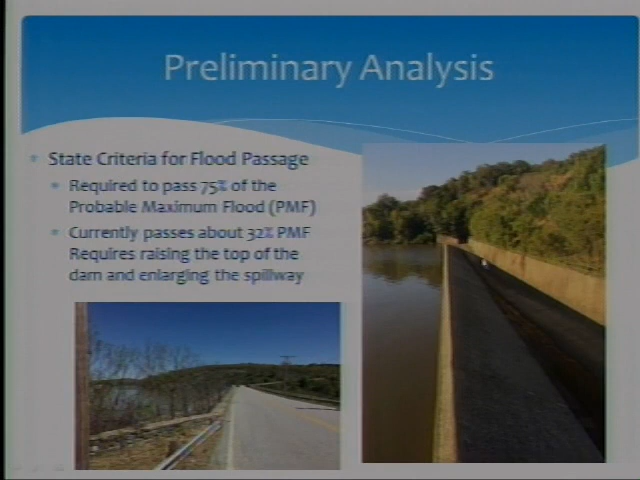 Preliminary Analysis
State Criteria for Flood Passage
Required to pass 75% of the
Probable Maximum Flood (PMF)
Currently passes about 32% PMF
Requires raising the top of the
dam and enlarging the spillway